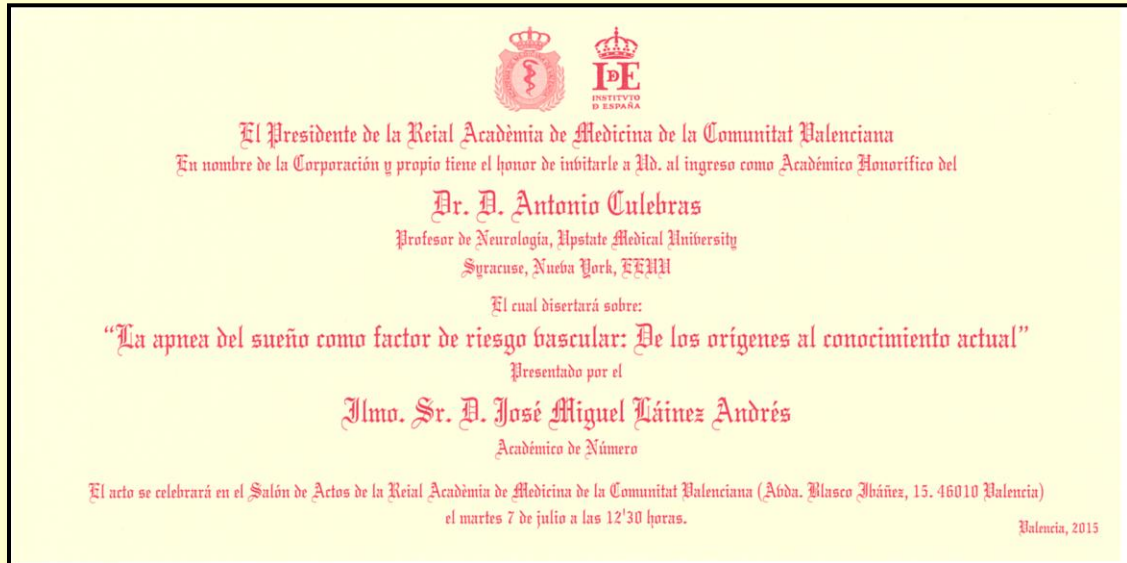 IDE
INSTITVTO
D ESPAÑA
El Presidente de la Reial Acadèmia de Medicina de la Comunitat Valenciana
En nombre de la Corporación y propio tiene el honor de invitarle a Ud. al ingreso como Académico Honorífico del
Dr. D. Antonio Culebras
Profesor de Neurología, Upstate Medical University
Syracuse, Nueva York, EEUU
El cual disertará sobre:
“La apnea del sueño como factor de riesgo vascular: De los orígenes al conocimiento actual”
Presentado por el
Ilmo. Sr. D. José Miguel Láinez Andrés
Académico de Número
El acto se celebrará en el Salón de Actos de la Reial Acadèmia de Medicina de la Comunitat Valenciana (Avda. Blasco Ibáñez, 15. 46010 Valencia)
el martes 7 de julio a las 12'30 horas.
Valencia, 2015